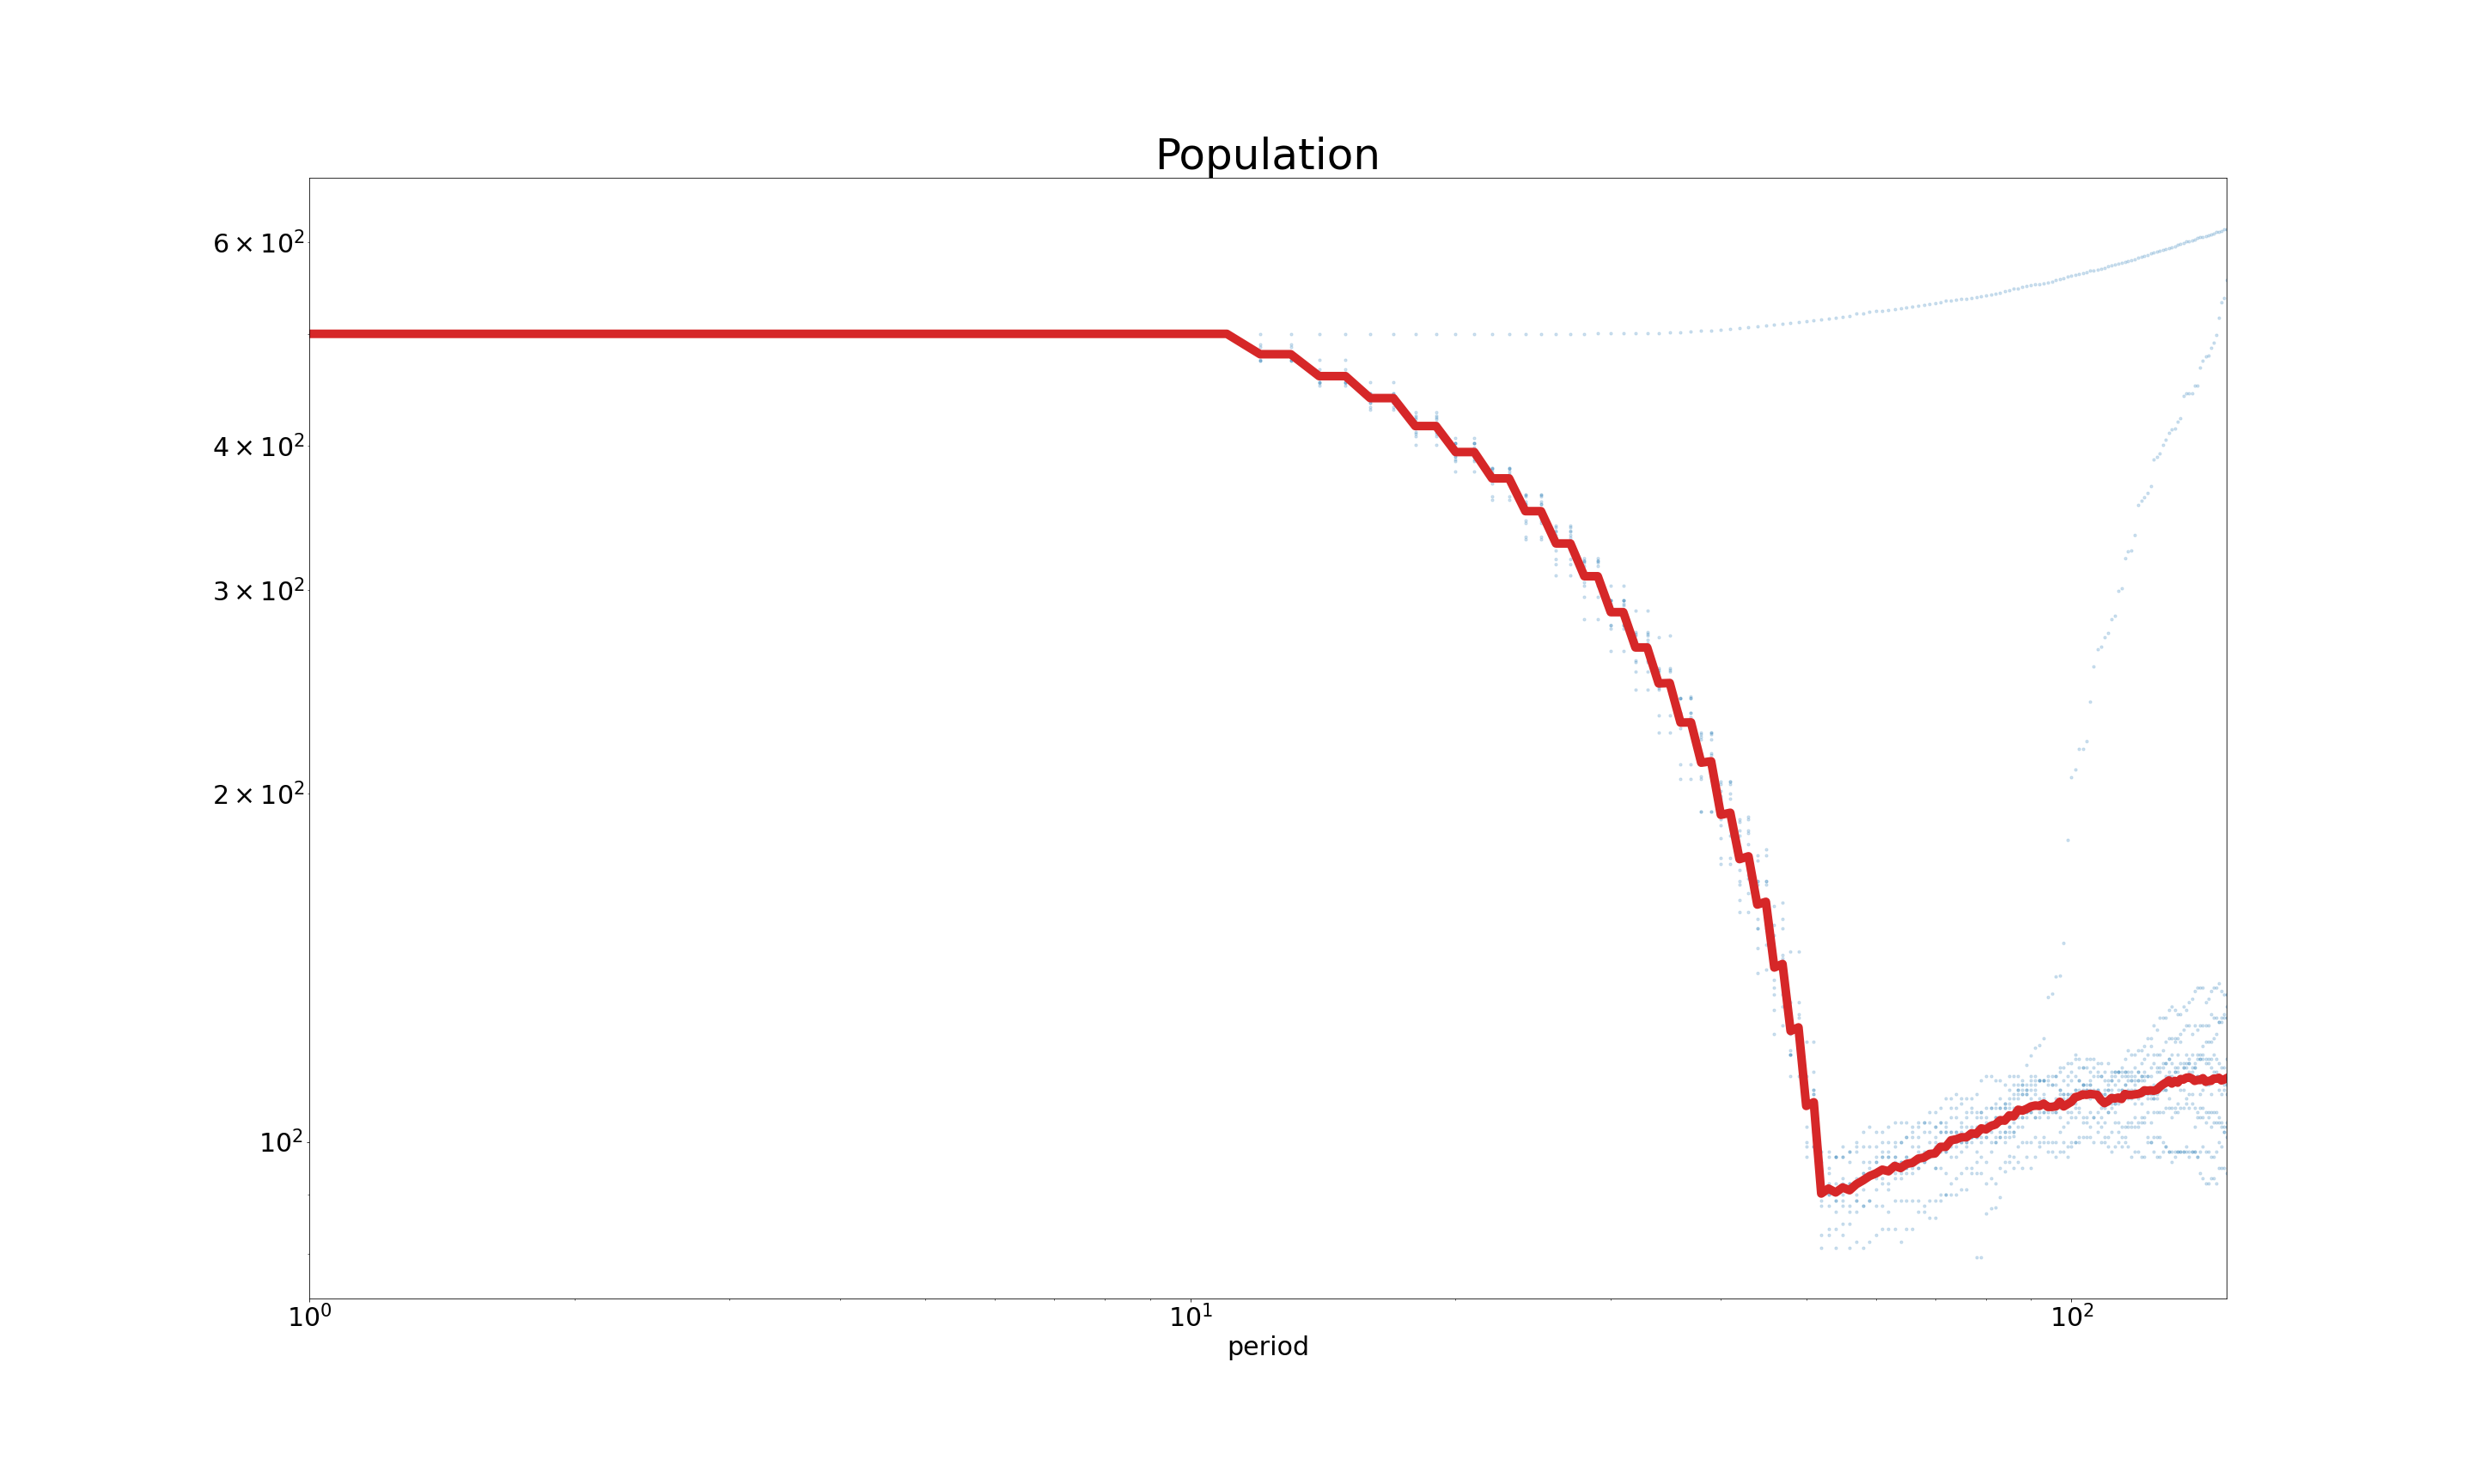 Population
6 × 10²
4 × 10²
3 × 10²
2 × 10²
10²
10⁰ 10¹ 10²
period